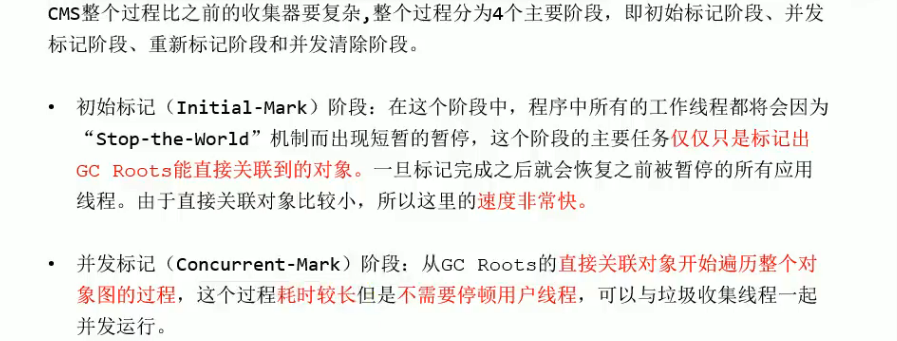 CMS整个过程比之前的收集器要复杂,整个过程分为4个主要阶段，即初始标记阶段、并发
标记阶段、重新标记阶段和并发清除阶段。
• 初始标记（Initial-Mark）阶段：在这个阶段中，程序中所有的工作线程都将会因为
“Stop-the-World”机制而出现短暂的暂停，这个阶段的主要任务仅仅只是标记出
GC Roots能直接关联到的对象。一旦标记完成之后就会恢复之前被暂停的所有应用
线程。由于直接关联对象比较小，所以这里的速度非常快。
• 并发标记（Concurrent-Mark）阶段：从GC Roots的直接关联对象开始遍历整个对
象图的过程，这个过程耗时较长但是不需要停顿用户线程，可以与垃圾收集线程一起
并发运行。